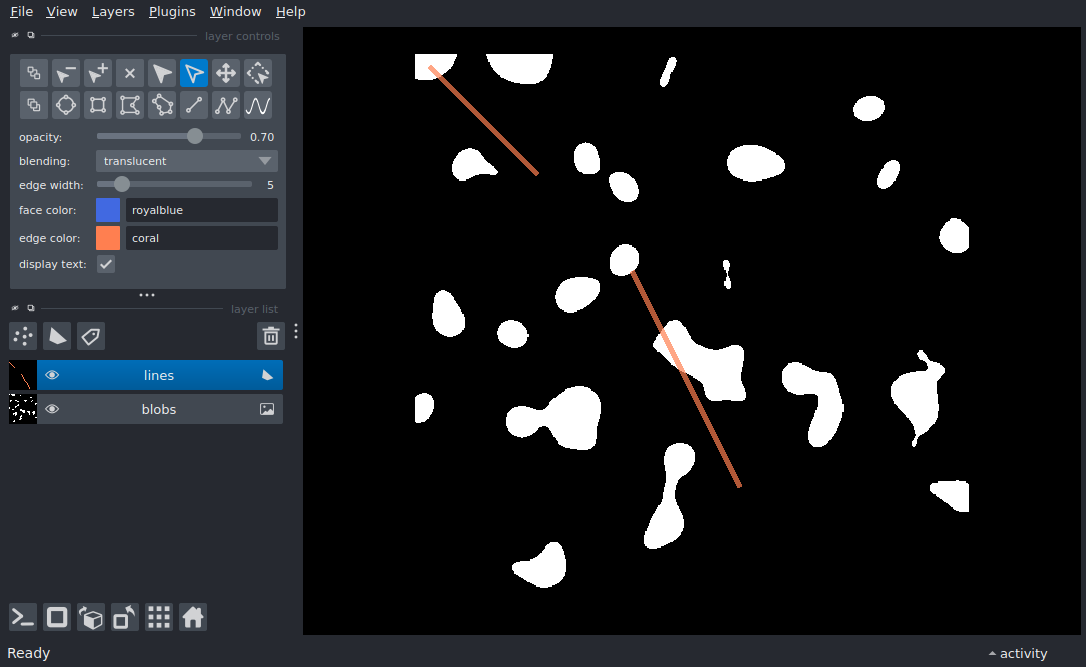 File View Layers Plugins Window Help
layer controls
opacity: 0.70
blending: translucent
edge width: 5
face color: royalblue
edge color: coral
display text:
layer list
lines
blobs
Ready
activity